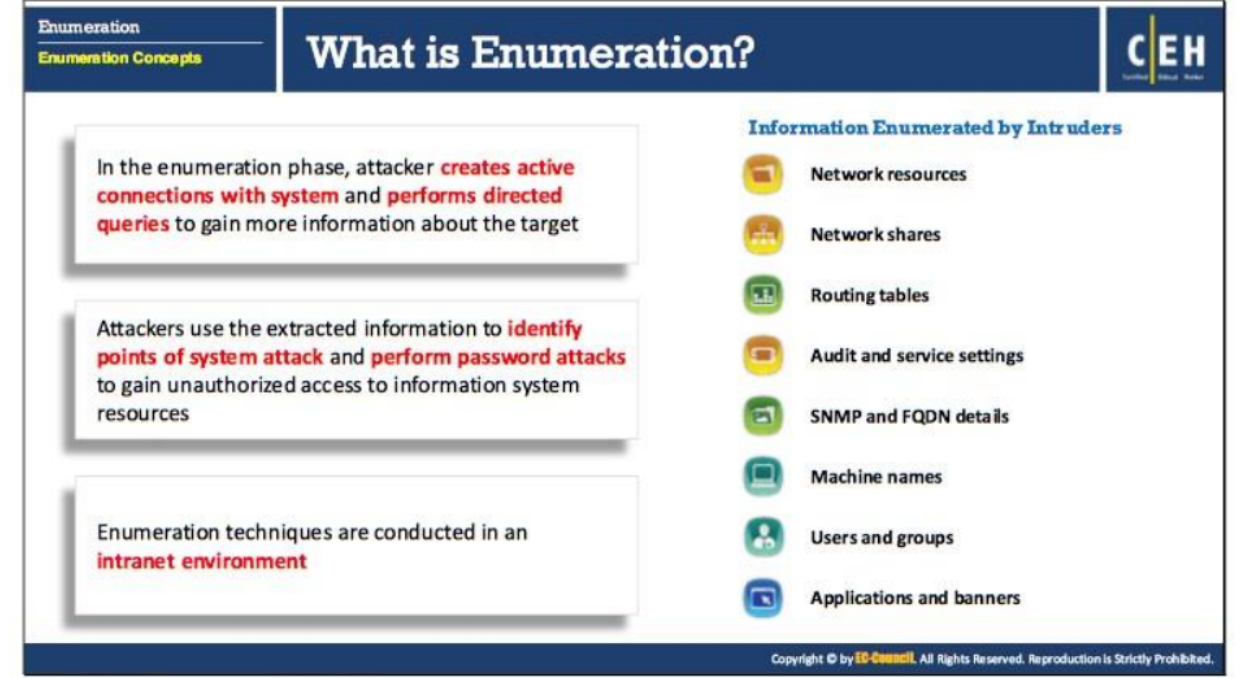 Enumeration
Enumeration Concepts
What is Enumeration?
CEH
Certified Ethical Hacker
In the enumeration phase, attacker creates active
connections with system and performs directed
queries to gain more information about the target
Attackers use the extracted information to identify
points of system attack and perform password attacks
to gain unauthorized access to information system
resources
Enumeration techniques are conducted in an
intranet environment
Information Enumerated by Intruders
Network resources
Network shares
Routing tables
Audit and service settings
SNMP and FQDN details
Machine names
Users and groups
Applications and banners
Copyright © by EC-Council. All Rights Reserved. Reproduction is Strictly Prohibited.